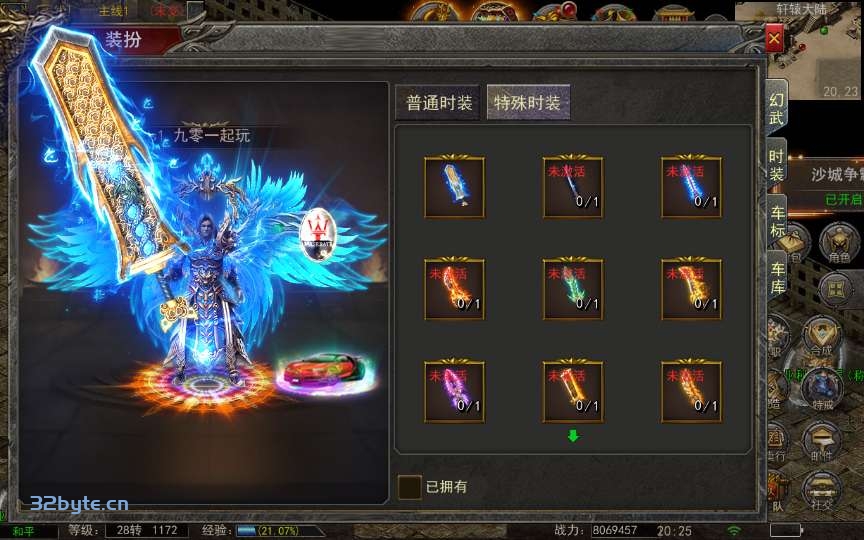 主线1
轩辕大陆
装扮
20, 23
普通时装
特殊时装
幻武
九零一起玩
时装
沙城争霸
已开启
车标
车库
角色
未激活
0/1
未激活
0/1
未激活
0/1
未激活
0/1
未激活
0/1
未激活
0/1
未激活
0/1
未激活
0/1
合成
特戒
邮件
社交
已拥有
32byte.cn
和平
等级: 28转 1172
经验: (21.07%)
战力: 8069457
20:25